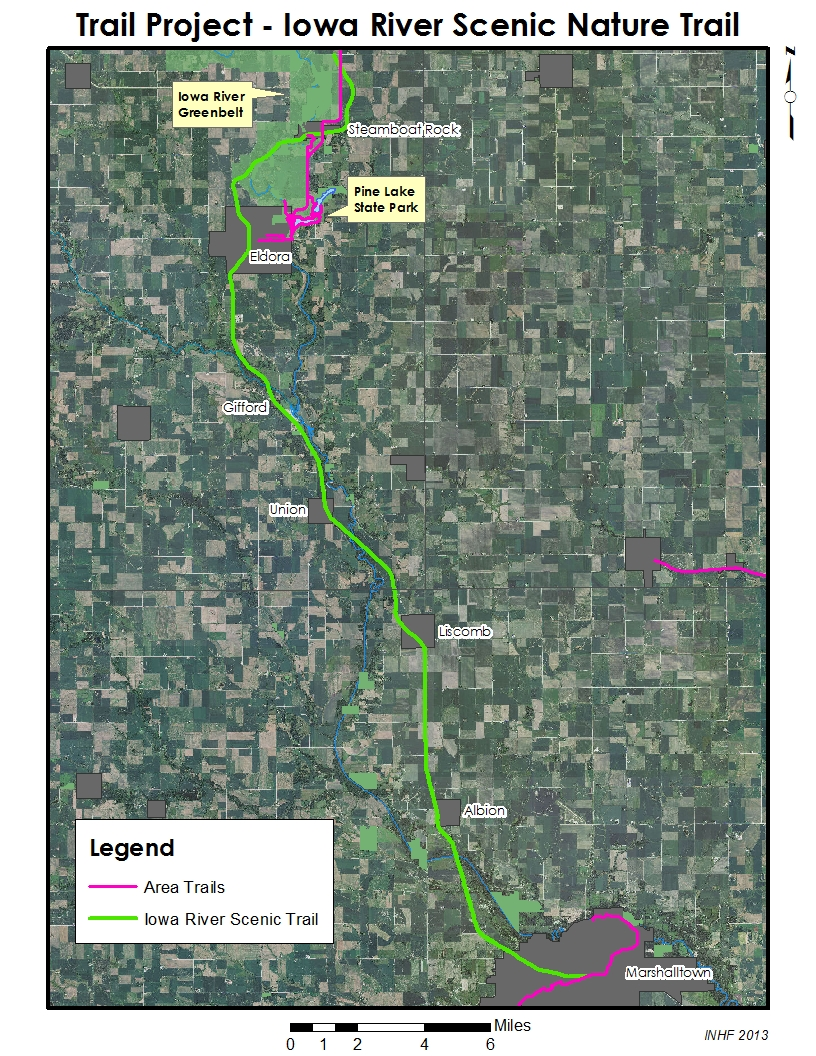 Trail Project - Iowa River Scenic Nature Trail
N
Iowa River
Greenbelt
Steamboat Rock
Pine Lake
State Park
Eldora
Gifford
Union
Liscomb
Albion
Legend
Area Trails
Iowa River Scenic Trail
Marshalltown
Miles
0 1 2 4 6
INHF 2013